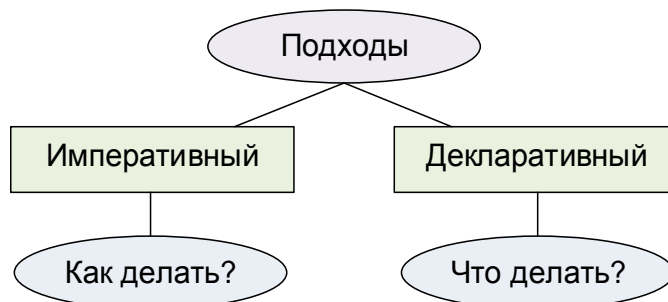 Подходы
Императивный
Декларативный
Как делать?
Что делать?